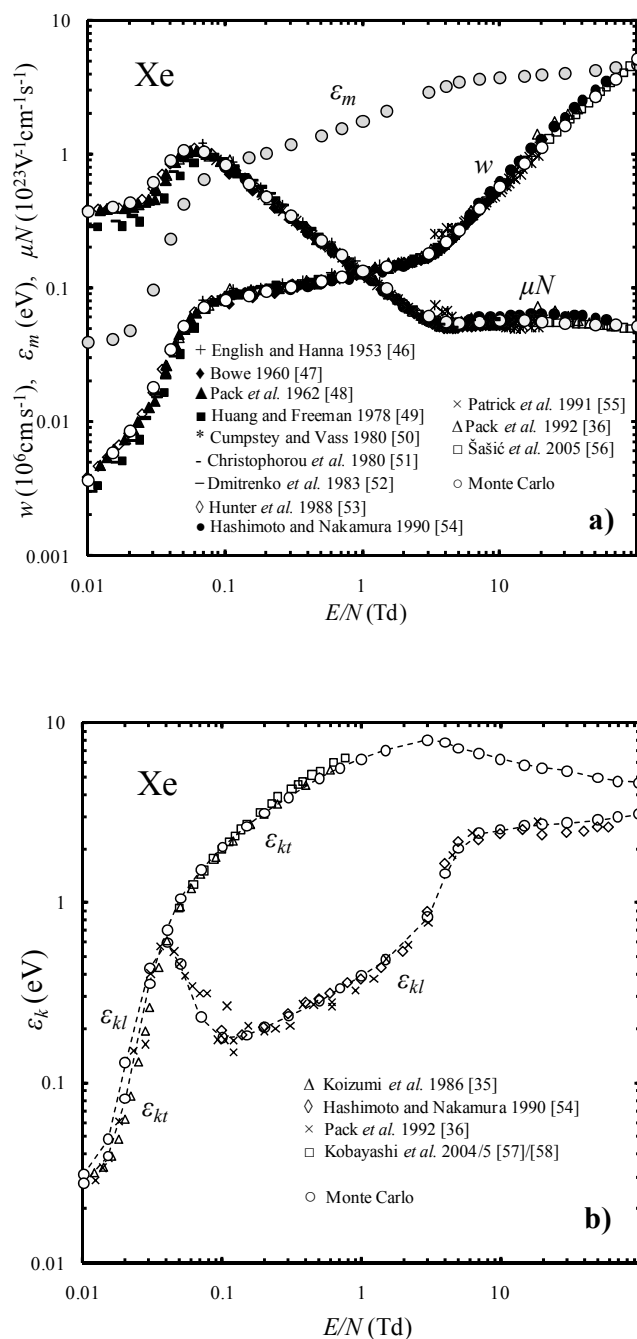 a)
Xe
10
1
0.1
0.01
0.001
w (10⁶cm s⁻¹), εm (eV), μN (10²³V⁻¹cm⁻¹s⁻¹)
εm
w
μN
+ English and Hanna 1953 [46]
♦ Bowe 1960 [47]
▲ Pack et al. 1962 [48]
■ Huang and Freeman 1978 [49]
* Cumpstey and Vass 1980 [50]
- Christophorou et al. 1980 [51]
– Dmitrenko et al. 1983 [52]
◊ Hunter et al. 1988 [53]
● Hashimoto and Nakamura 1990 [54]
× Patrick et al. 1991 [55]
△ Pack et al. 1992 [36]
□ Šašić et al. 2005 [56]
○ Monte Carlo
0.01 0.1 1 10
E/N (Td)
Xe
10
1
0.1
0.01
εk (eV)
εkt
εkl
εkl
εkt
△ Koizumi et al. 1986 [35]
◊ Hashimoto and Nakamura 1990 [54]
× Pack et al. 1992 [36]
□ Kobayashi et al. 2004/5 [57]/[58]
○ Monte Carlo
b)
0.01 0.1 1 10
E/N (Td)